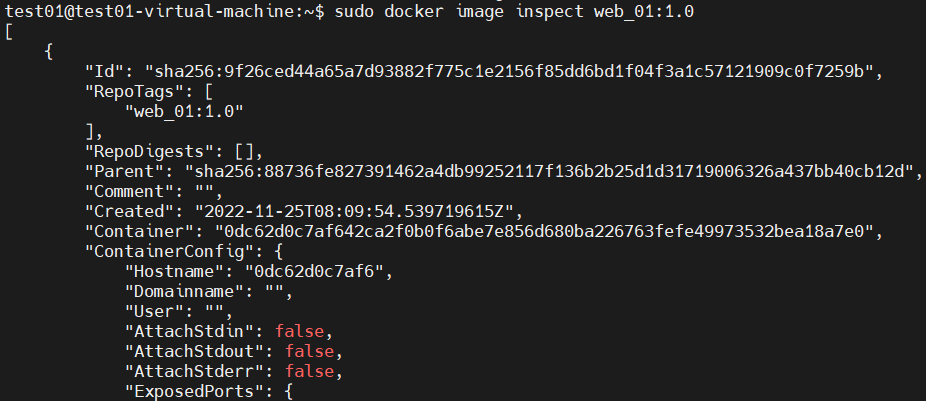 test01@test01-virtual-machine:~$ sudo docker image inspect web_01:1.0
[
    {
        "Id": "sha256:9f26ced44a65a7d93882f775c1e2156f85dd6bd1f04f3a1c57121909c0f7259b",
        "RepoTags": [
            "web_01:1.0"
        ],
        "RepoDigests": [],
        "Parent": "sha256:88736fe827391462a4db99252117f136b2b25d1d31719006326a437bb40cb12d",
        "Comment": "",
        "Created": "2022-11-25T08:09:54.539719615Z",
        "Container": "0dc62d0c7af642ca2f0b0f6abe7e856d680ba226763fefe49973532bea18a7e0",
        "ContainerConfig": {
            "Hostname": "0dc62d0c7af6",
            "Domainname": "",
            "User": "",
            "AttachStdin": false,
            "AttachStdout": false,
            "AttachStderr": false,
            "ExposedPorts": {